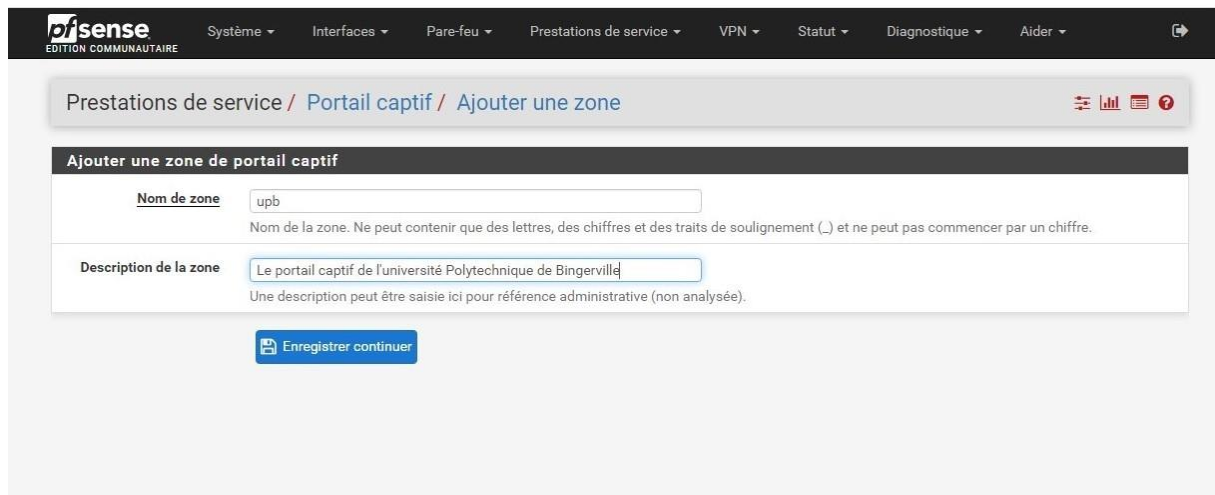 pfsense
EDITION COMMUNAUTAIRE
Système Interfaces Pare-feu Prestations de service VPN Statut Diagnostique Aider
Prestations de service / Portail captif / Ajouter une zone
Ajouter une zone de portail captif
Nom de zone upb
Nom de la zone. Ne peut contenir que des lettres, des chiffres et des traits de soulignement (_) et ne peut pas commencer par un chiffre.
Description de la zone Le portail captif de l'université Polytechnique de Bingerville
Une description peut être saisie ici pour référence administrative (non analysée).
Enregistrer continuer